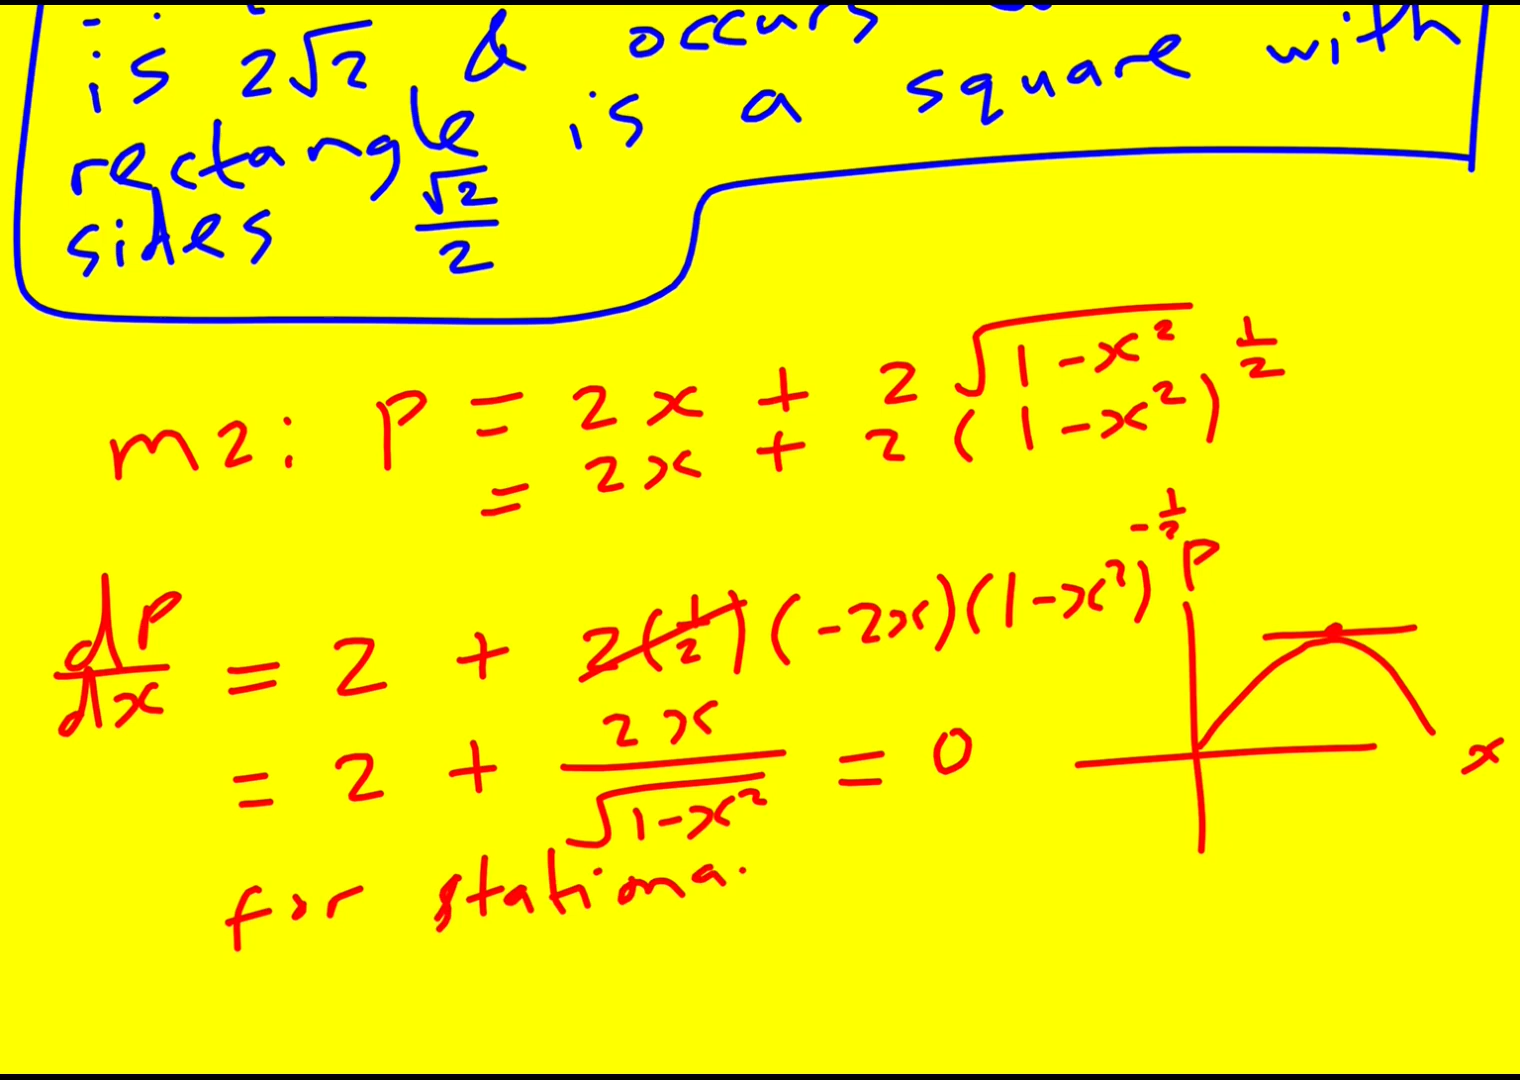 is 2√2 & occurs
rectangle is a square with
sides √2/2
m2: P = 2x + 2√(1-x²)
= 2x + 2(1-x²)^(1/2)
dP/dx = 2 + 2(1/2)(-2x)(1-x²)^(-1/2)
= 2 + 2x/√(1-x²) = 0
for stationa.
P
x